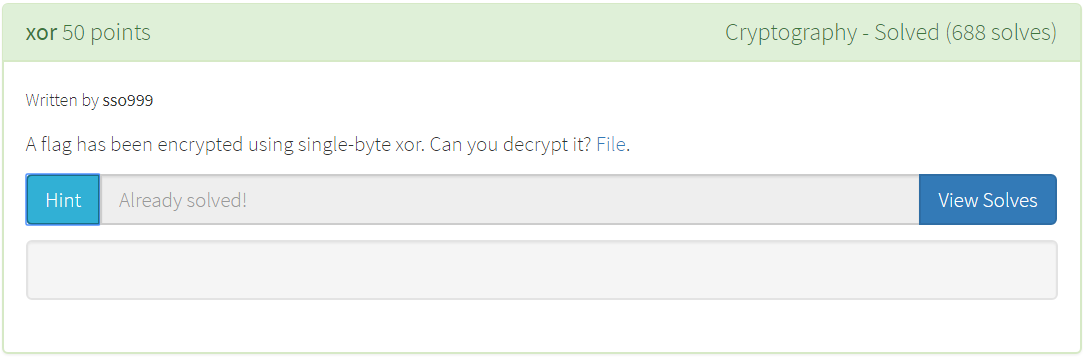 xor 50 points Cryptography - Solved (688 solves)
Written by sso999
A flag has been encrypted using single-byte xor. Can you decrypt it? File.
Hint Already solved! View Solves